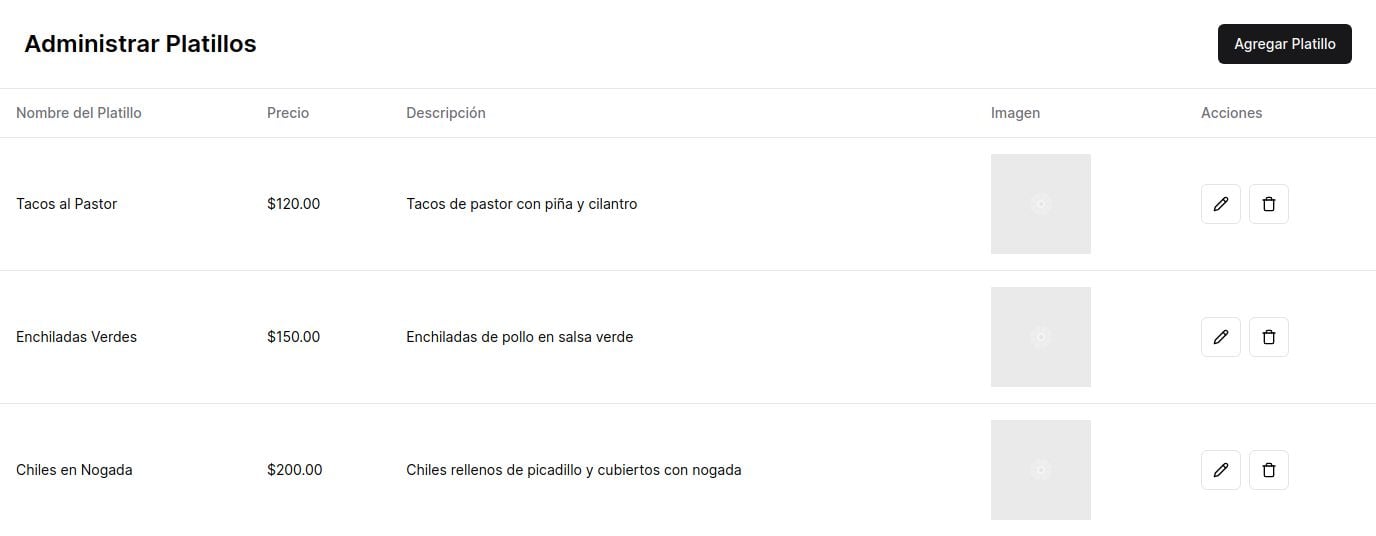 Administrar Platillos
Agregar Platillo
Nombre del Platillo Precio Descripción Imagen Acciones
Tacos al Pastor $120.00 Tacos de pastor con piña y cilantro
Enchiladas Verdes $150.00 Enchiladas de pollo en salsa verde
Chiles en Nogada $200.00 Chiles rellenos de picadillo y cubiertos con nogada